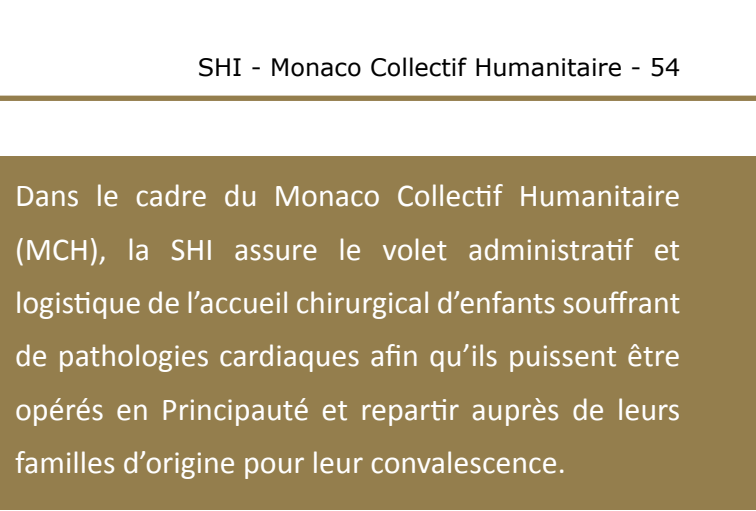 SHI - Monaco Collectif Humanitaire - 54
Dans le cadre du Monaco Collectif Humanitaire
(MCH), la SHI assure le volet administratif et
logistique de l’accueil chirurgical d’enfants souffrant
de pathologies cardiaques afin qu’ils puissent être
opérés en Principauté et repartir auprès de leurs
familles d’origine pour leur convalescence.